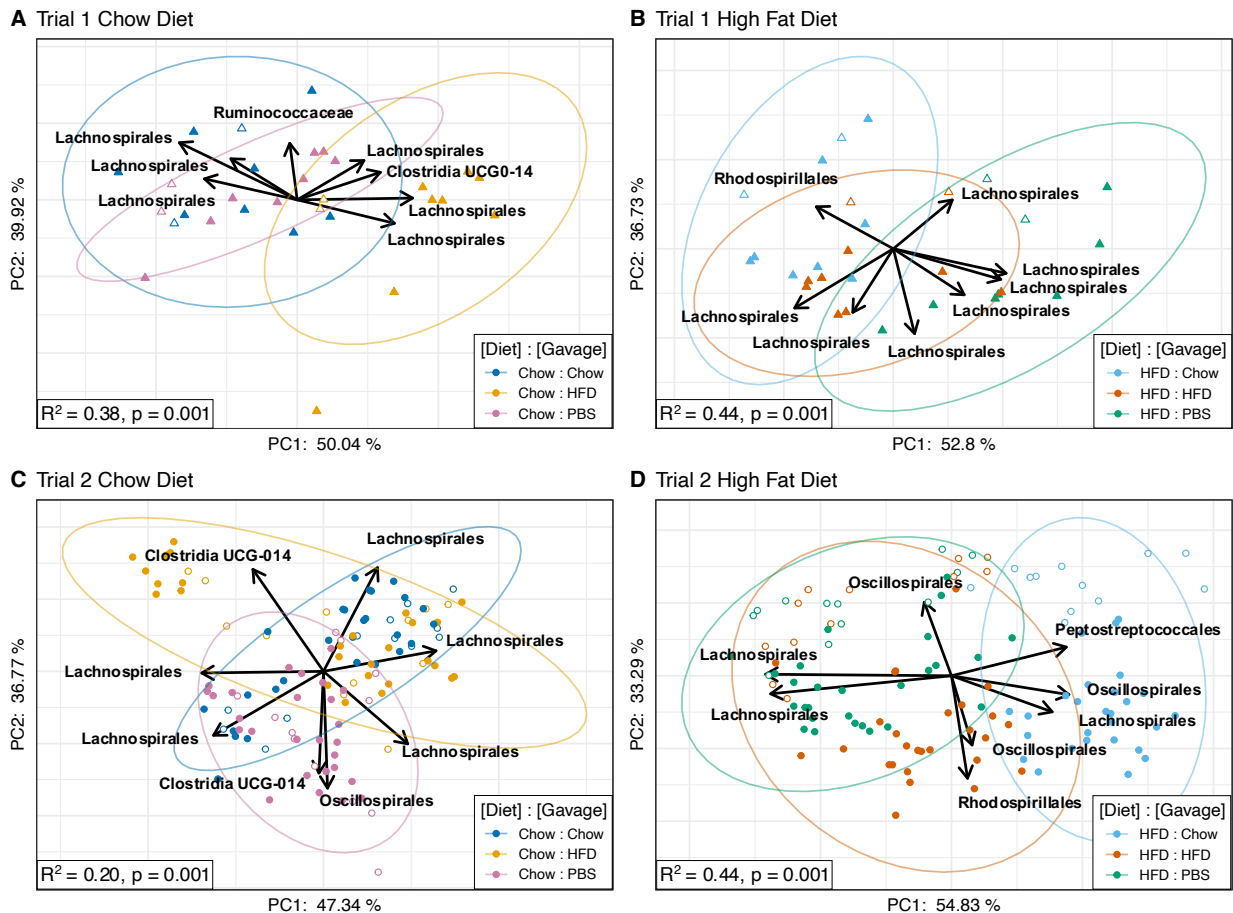 A Trial 1 Chow Diet
Ruminococcaceae
Lachnospirales
Lachnospirales
Lachnospirales
Clostridia UCG0-14
Lachnospirales
Lachnospirales
Lachnospirales
PC2: 39.92 %
[Diet] : [Gavage]
Chow : Chow
Chow : HFD
Chow : PBS
R² = 0.38, p = 0.001
PC1: 50.04 %
B Trial 1 High Fat Diet
Rhodospirillales
Lachnospirales
Lachnospirales
Lachnospirales
Lachnospirales
Lachnospirales
Lachnospirales
Lachnospirales
PC2: 36.73 %
[Diet] : [Gavage]
HFD : Chow
HFD : HFD
HFD : PBS
R² = 0.44, p = 0.001
PC1: 52.8 %
C Trial 2 Chow Diet
Lachnospirales
Clostridia UCG-014
Lachnospirales
Lachnospirales
Lachnospirales
Lachnospirales
Clostridia UCG-014
Oscillospirales
PC2: 36.77 %
[Diet] : [Gavage]
Chow : Chow
Chow : HFD
Chow : PBS
R² = 0.20, p = 0.001
PC1: 47.34 %
D Trial 2 High Fat Diet
Oscillospirales
Peptostreptococcales
Lachnospirales
Oscillospirales
Lachnospirales
Lachnospirales
Oscillospirales
Rhodospirillales
PC2: 33.29 %
[Diet] : [Gavage]
HFD : Chow
HFD : HFD
HFD : PBS
R² = 0.44, p = 0.001
PC1: 54.83 %